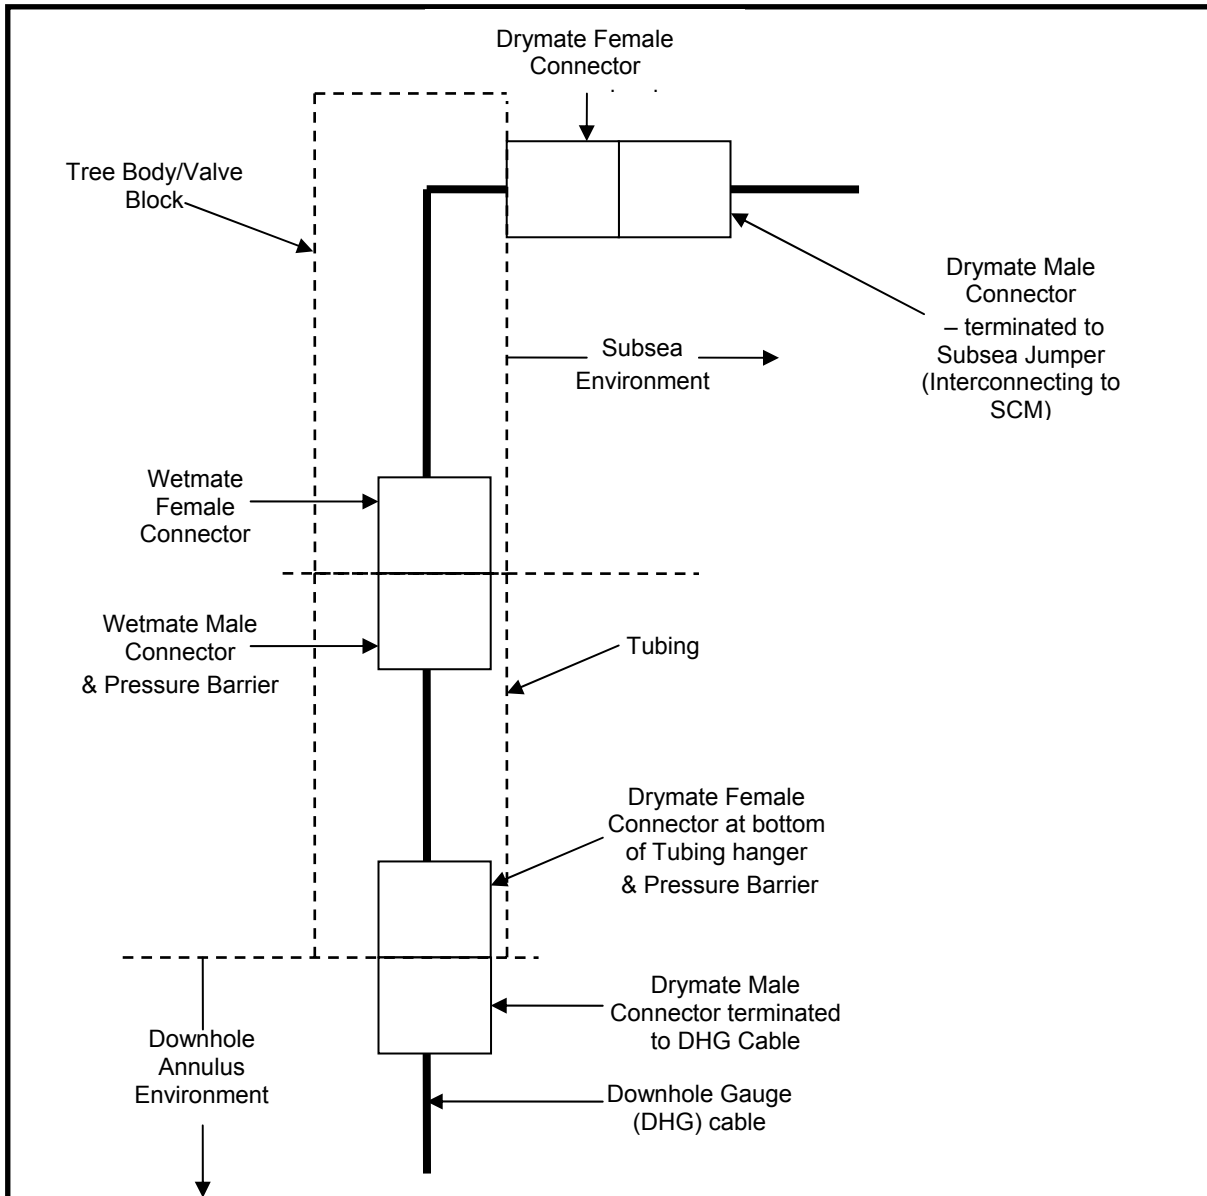 Drymate Female
Connector
Tree Body/Valve
Block
Drymate Male
Connector
– terminated to
Subsea Jumper
(Interconnecting to
SCM)
Subsea
Environment
Wetmate
Female
Connector
Wetmate Male
Connector
& Pressure Barrier
Tubing
Drymate Female
Connector at bottom
of Tubing hanger
& Pressure Barrier
Drymate Male
Connector terminated
to DHG Cable
Downhole
Annulus
Environment
Downhole Gauge
(DHG) cable